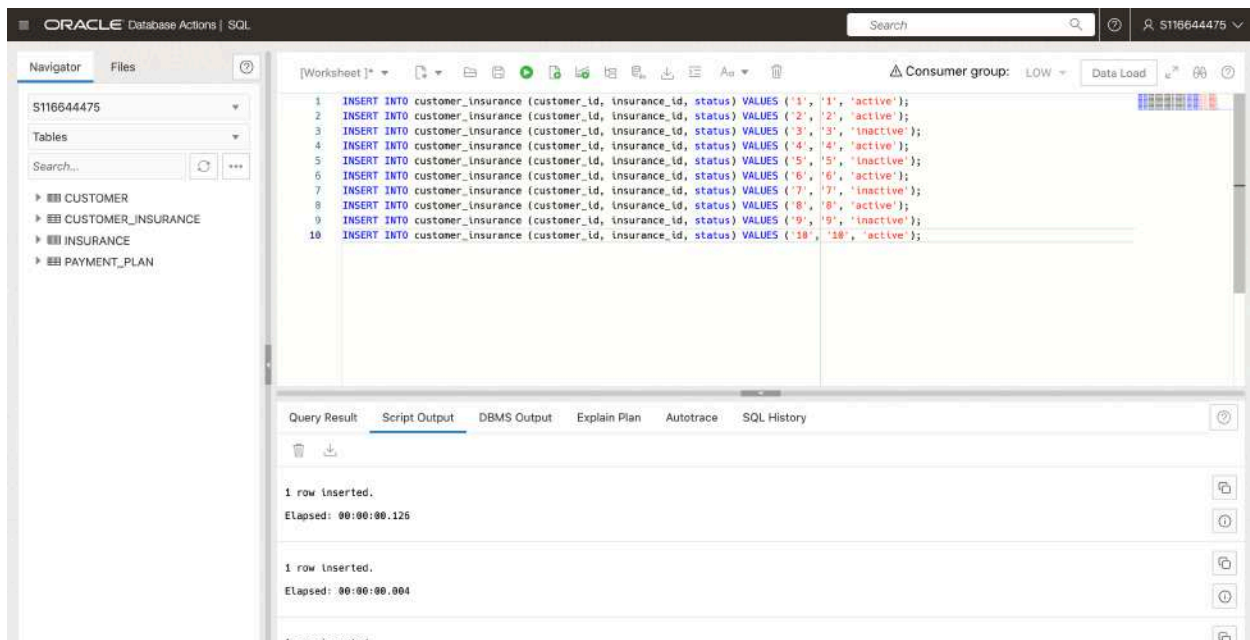 ORACLE Database Actions | SQL
Search
S116644475
Navigator Files
S116644475
Tables
Search...
CUSTOMER
CUSTOMER_INSURANCE
INSURANCE
PAYMENT_PLAN
[Worksheet ]*
Aa
Consumer group: LOW
Data Load
1 INSERT INTO customer_insurance (customer_id, insurance_id, status) VALUES ('1', '1', 'active');
2 INSERT INTO customer_insurance (customer_id, insurance_id, status) VALUES ('2', '2', 'active');
3 INSERT INTO customer_insurance (customer_id, insurance_id, status) VALUES ('3', '3', 'inactive');
4 INSERT INTO customer_insurance (customer_id, insurance_id, status) VALUES ('4', '4', 'active');
5 INSERT INTO customer_insurance (customer_id, insurance_id, status) VALUES ('5', '5', 'inactive');
6 INSERT INTO customer_insurance (customer_id, insurance_id, status) VALUES ('6', '6', 'active');
7 INSERT INTO customer_insurance (customer_id, insurance_id, status) VALUES ('7', '7', 'inactive');
8 INSERT INTO customer_insurance (customer_id, insurance_id, status) VALUES ('8', '8', 'active');
9 INSERT INTO customer_insurance (customer_id, insurance_id, status) VALUES ('9', '9', 'inactive');
10 INSERT INTO customer_insurance (customer_id, insurance_id, status) VALUES ('10', '10', 'active');
Query Result Script Output DBMS Output Explain Plan Autotrace SQL History
1 row inserted.
Elapsed: 00:00:00.126
1 row inserted.
Elapsed: 00:00:00.004